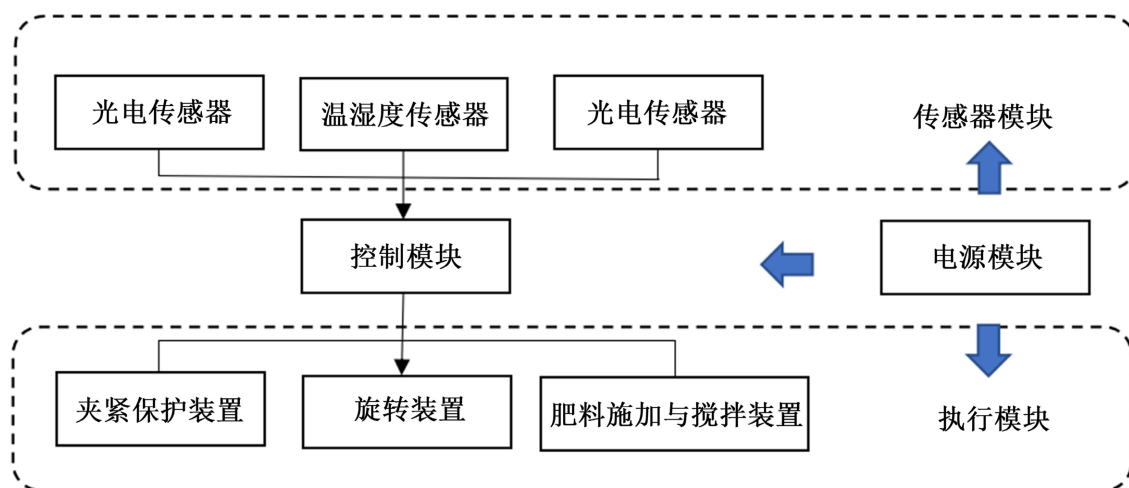 光电传感器
温湿度传感器
光电传感器
传感器模块
控制模块
电源模块
夹紧保护装置
旋转装置
肥料施加与搅拌装置
执行模块